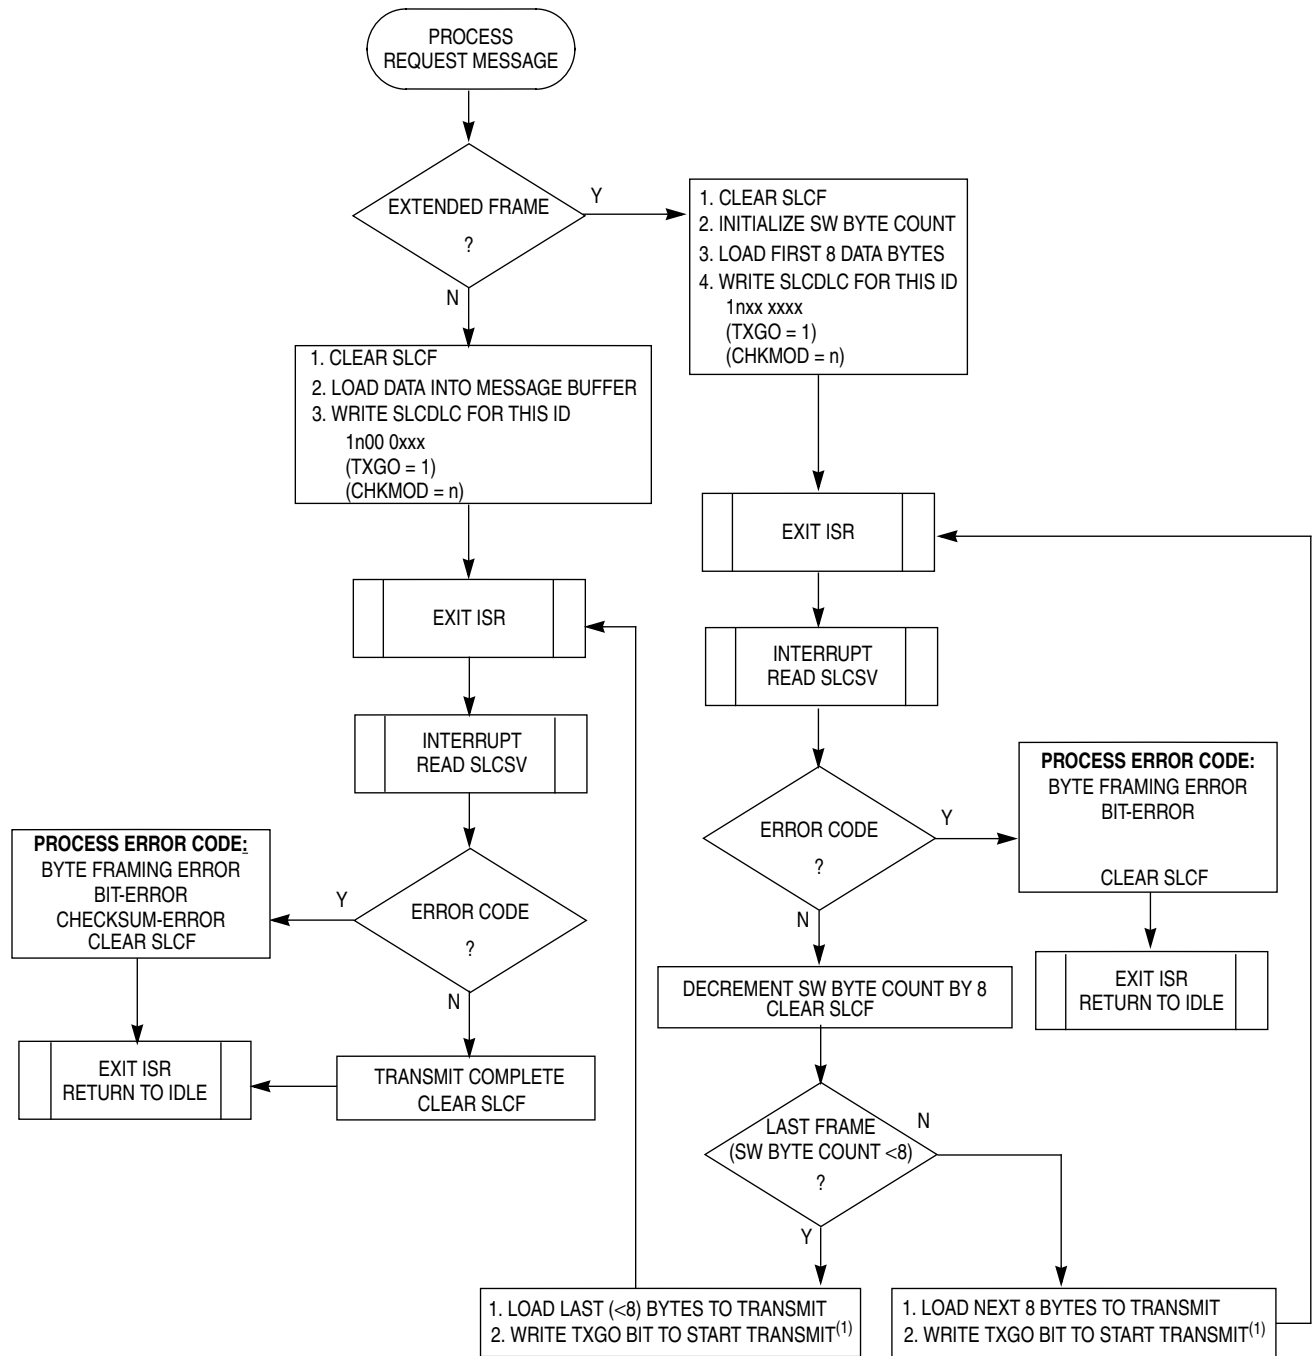 PROCESS
REQUEST MESSAGE
EXTENDED FRAME
?
Y
N
1. CLEAR SLCF
2. INITIALIZE SW BYTE COUNT
3. LOAD FIRST 8 DATA BYTES
4. WRITE SLCDLC FOR THIS ID
1nxx xxxx
(TXGO = 1)
(CHKMOD = n)
1. CLEAR SLCF
2. LOAD DATA INTO MESSAGE BUFFER
3. WRITE SLCDLC FOR THIS ID
1n00 0xxx
(TXGO = 1)
(CHKMOD = n)
EXIT ISR
EXIT ISR
INTERRUPT
READ SLCSV
INTERRUPT
READ SLCSV
ERROR CODE
?
Y
N
PROCESS ERROR CODE:
BYTE FRAMING ERROR
BIT-ERROR
CLEAR SLCF
EXIT ISR
RETURN TO IDLE
PROCESS ERROR CODE:
BYTE FRAMING ERROR
BIT-ERROR
CHECKSUM-ERROR
CLEAR SLCF
Y
ERROR CODE
?
N
EXIT ISR
RETURN TO IDLE
TRANSMIT COMPLETE
CLEAR SLCF
DECREMENT SW BYTE COUNT BY 8
CLEAR SLCF
LAST FRAME
(SW BYTE COUNT <8)
?
N
Y
1. LOAD LAST (<8) BYTES TO TRANSMIT
2. WRITE TXGO BIT TO START TRANSMIT(1)
1. LOAD NEXT 8 BYTES TO TRANSMIT
2. WRITE TXGO BIT TO START TRANSMIT(1)